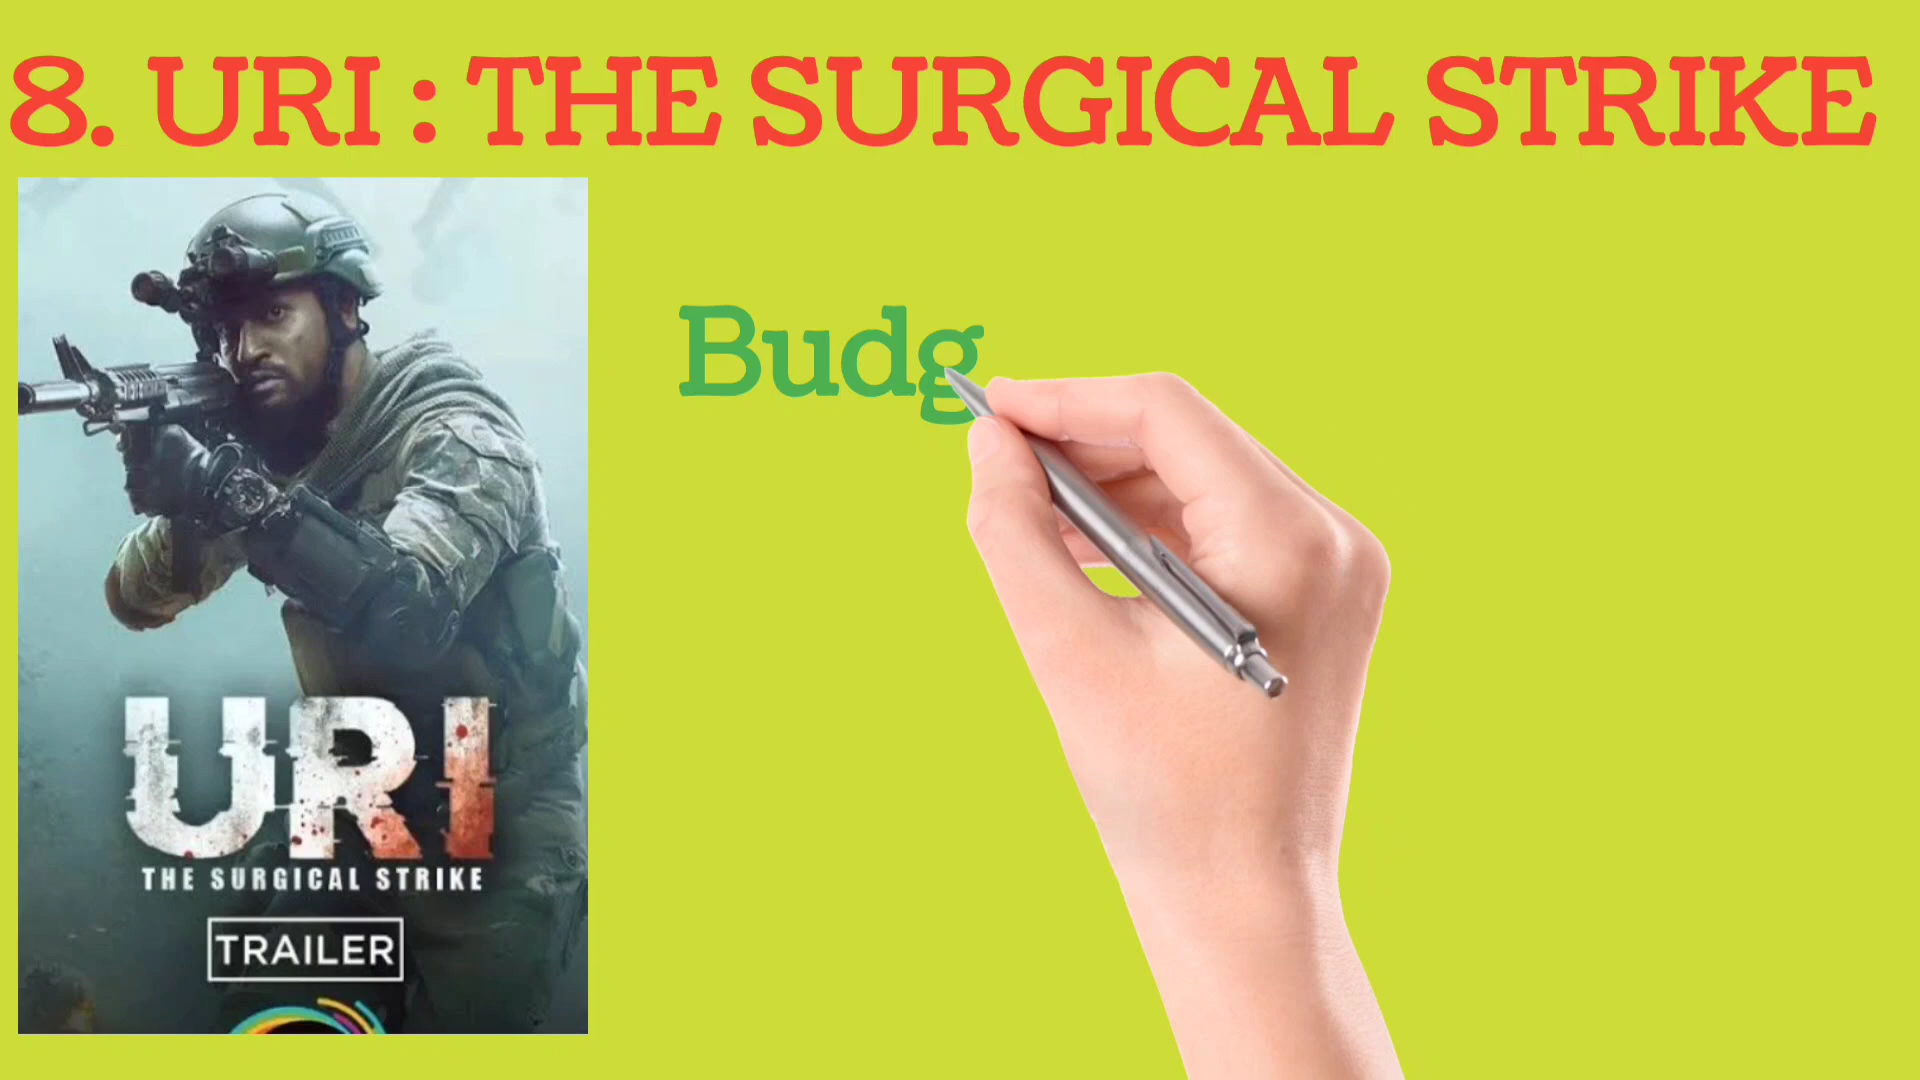 8. URI : THE SURGICAL STRIKE
Budg
URI
THE SURGICAL STRIKE
TRAILER